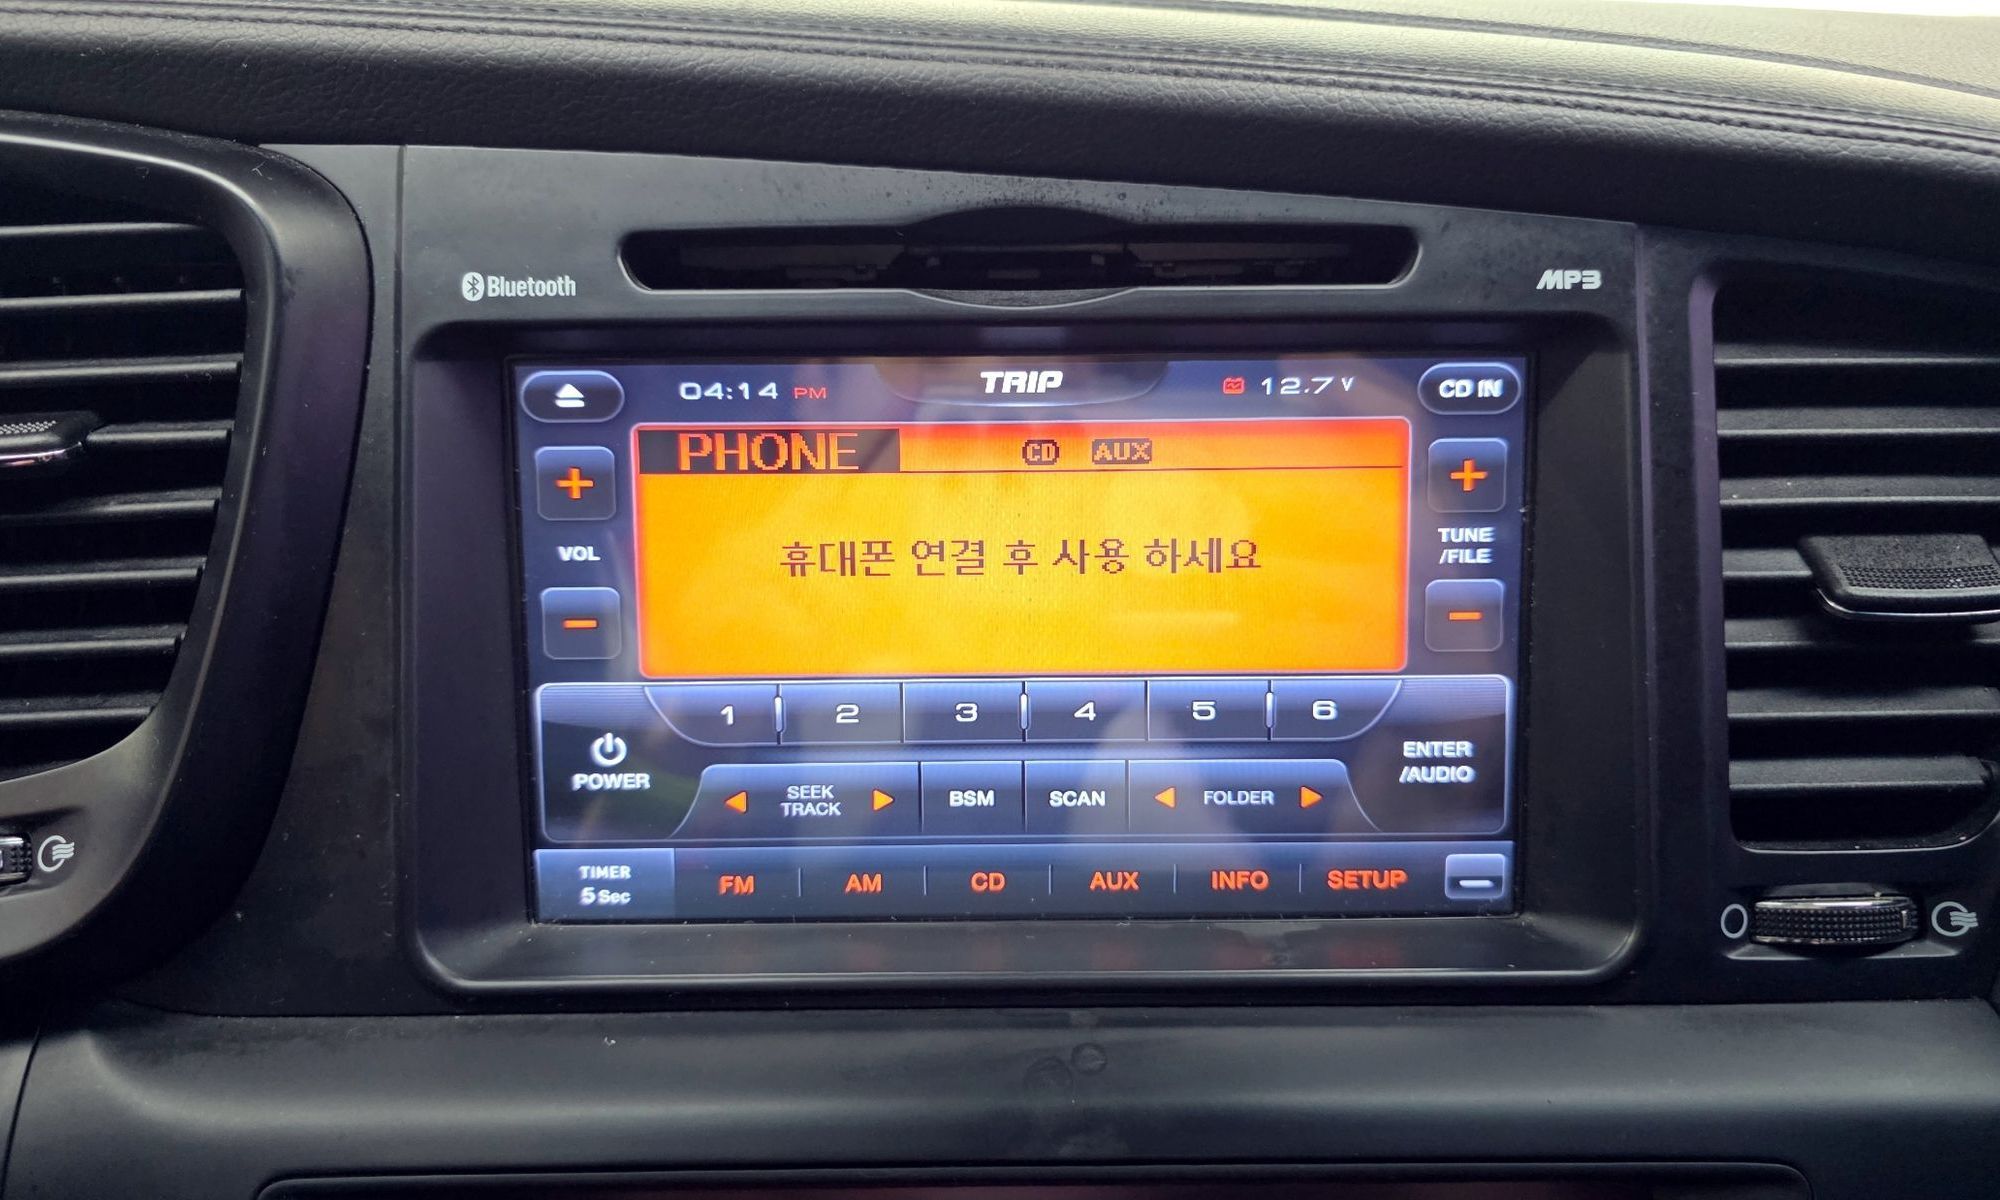 Bluetooth
MP3
04:14 PM
TRIP
12.7 V
CD IN
PHONE
CD
AUX
휴대폰 연결 후 사용 하세요
VOL
TUNE
/FILE
1
2
3
4
5
6
POWER
SEEK
TRACK
BSM
SCAN
FOLDER
ENTER
/AUDIO
TIMER
5 Sec
FM
AM
CD
AUX
INFO
SETUP